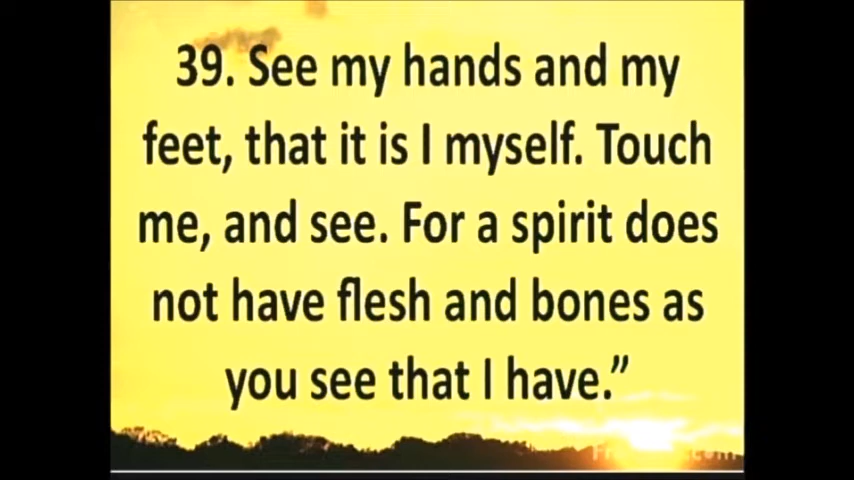 39. See my hands and my
feet, that it is I myself. Touch
me, and see. For a spirit does
not have flesh and bones as
you see that I have.”